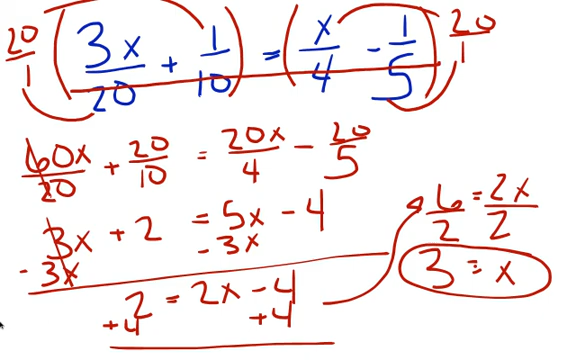 20/1 (3x/20 + 1/10) = (x/4 - 1/5) 20/1
60x/20 + 20/10 = 20x/4 - 20/5
3x + 2 = 5x - 4
-3x -3x
2 = 2x - 4
+4 +4
6/2 = 2x/2
3 = x